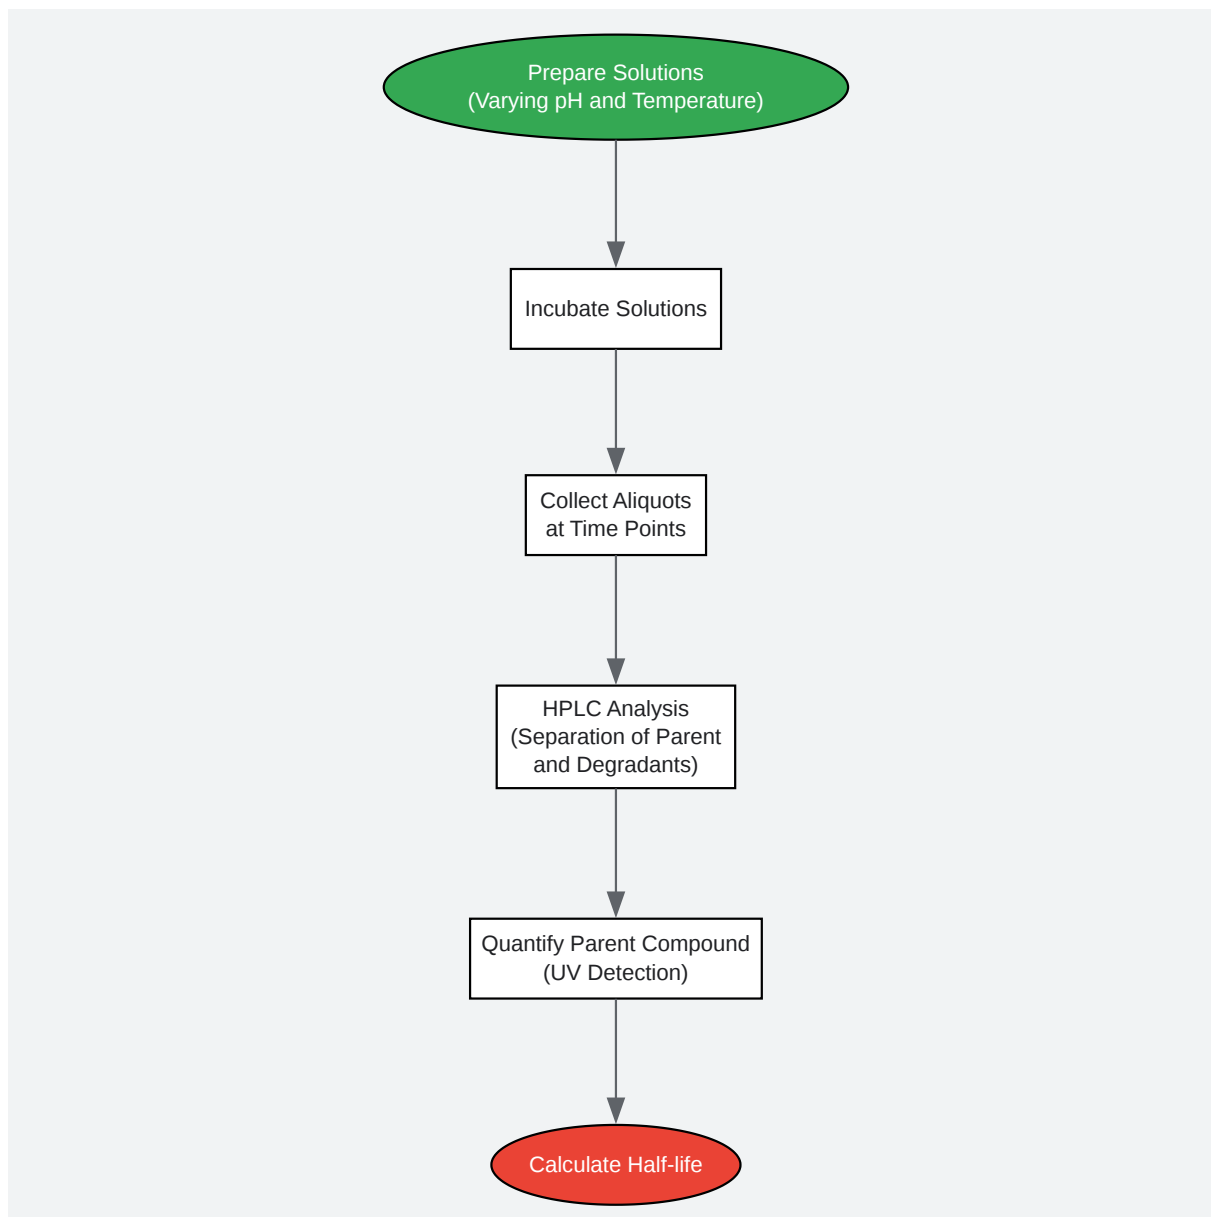 Prepare Solutions
(Varying pH and Temperature)
Incubate Solutions
Collect Aliquots
at Time Points
HPLC Analysis
(Separation of Parent
and Degradants)
Quantify Parent Compound
(UV Detection)
Calculate Half-life